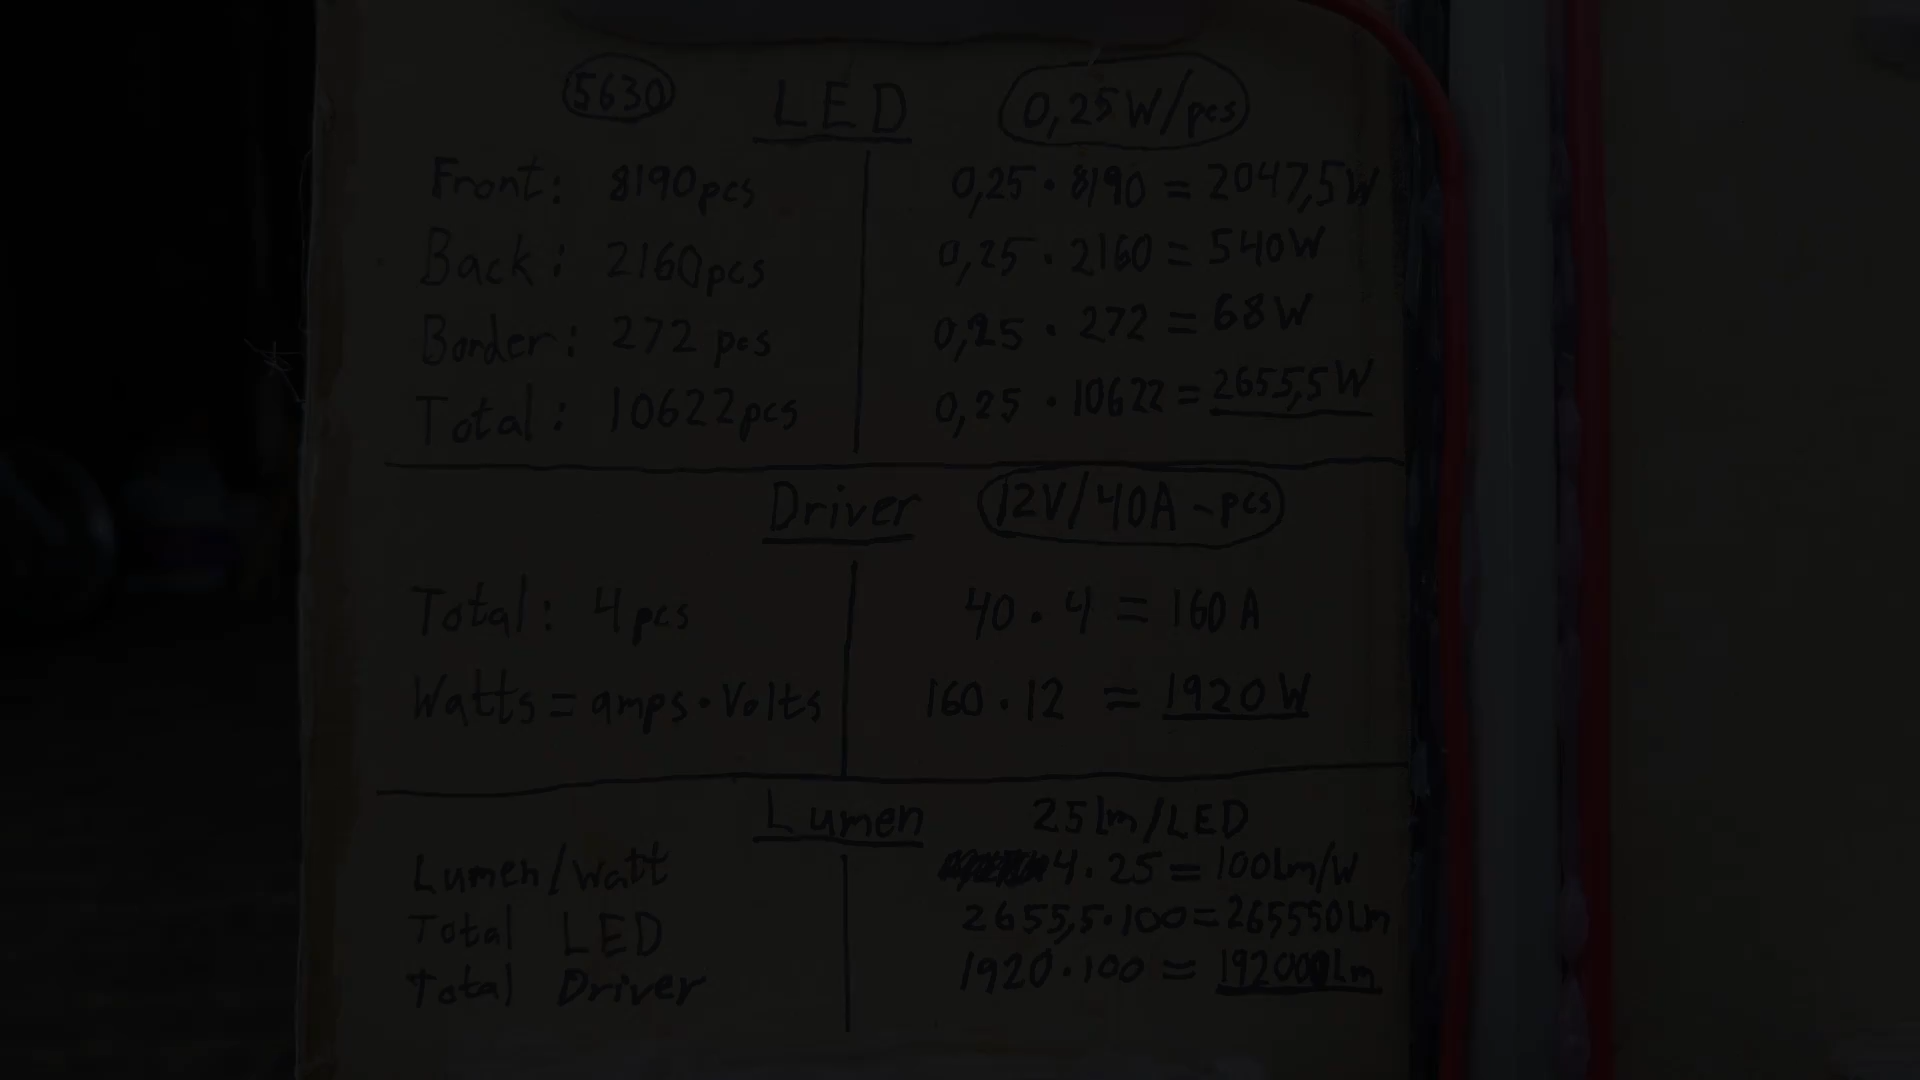 5630 LED 0,25W/pcs
Front: 8190pcs 0,25 · 8190 = 2047,5W
Back: 2160pcs 0,25 · 2160 = 540W
Border: 272 pcs 0,25 · 272 = 68W
Total: 10622pcs 0,25 · 10622 = 2655,5W
Driver 12V/40A - pcs
Total: 4pcs 40 · 4 = 160A
Watts = amps · Volts 160 · 12 = 1920W
Lumen 25lm/LED
Lumen/Watt 4 · 25 = 100Lm/W
Total LED 2655,5 · 100 = 265550Lm
Total Driver 1920 · 100 = 192000Lm